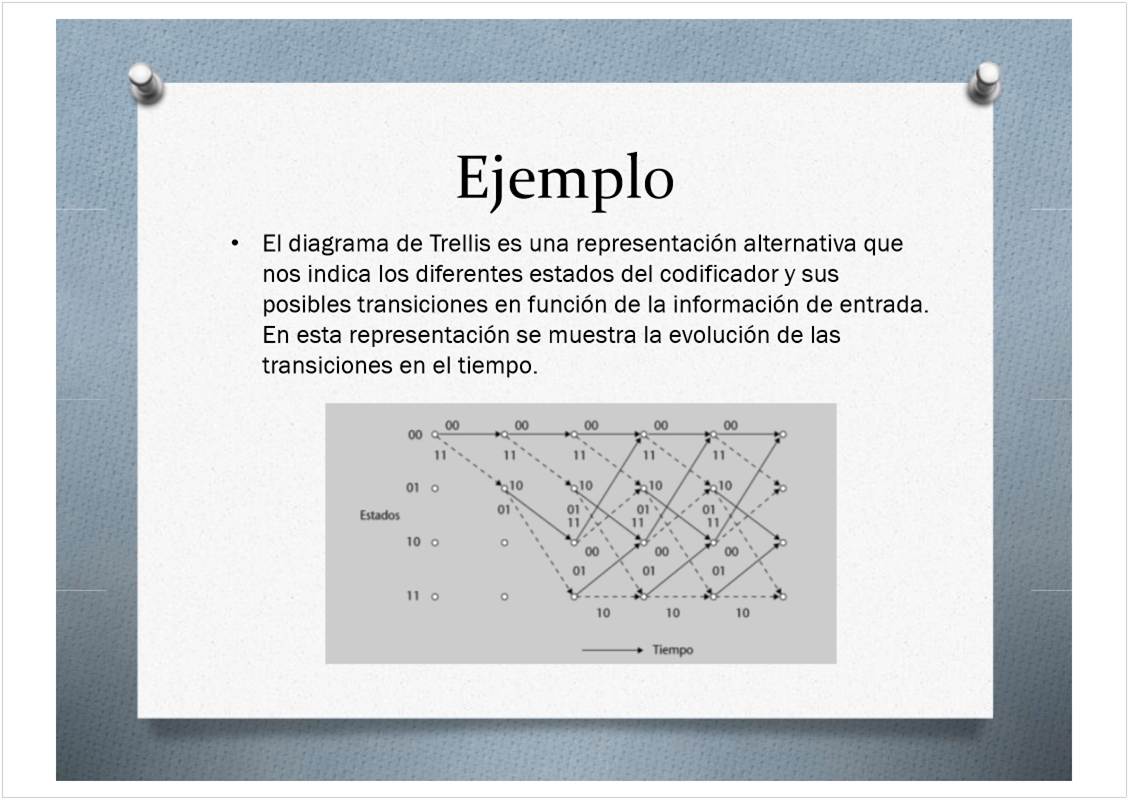 Ejemplo
• El diagrama de Trellis es una representación alternativa que
nos indica los diferentes estados del codificador y sus
posibles transiciones en función de la información de entrada.
En esta representación se muestra la evolución de las
transiciones en el tiempo.
00 00 00 00 00
00
11 11 11 11 11
01 10 10 10 10
01 01 01 01
Estados
11 11 11
10
00 00 00
01 01 01
11
10 10 10
Tiempo